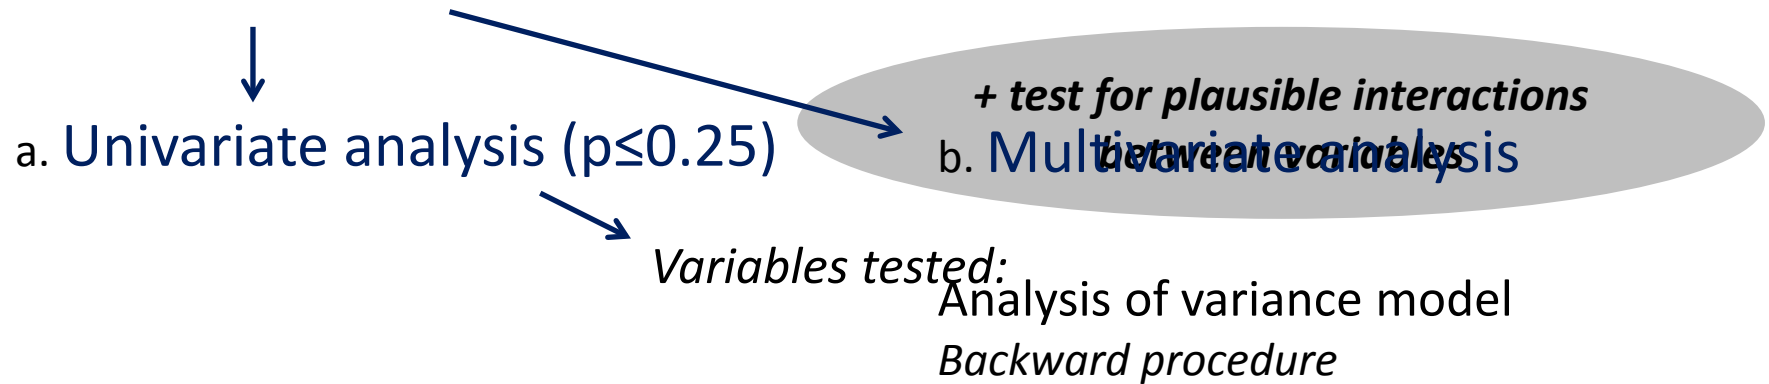 + test for plausible interactions
between variables
a. Univariate analysis (p≤0.25)
b. Multivariate analysis
Variables tested:
Analysis of variance model
Backward procedure